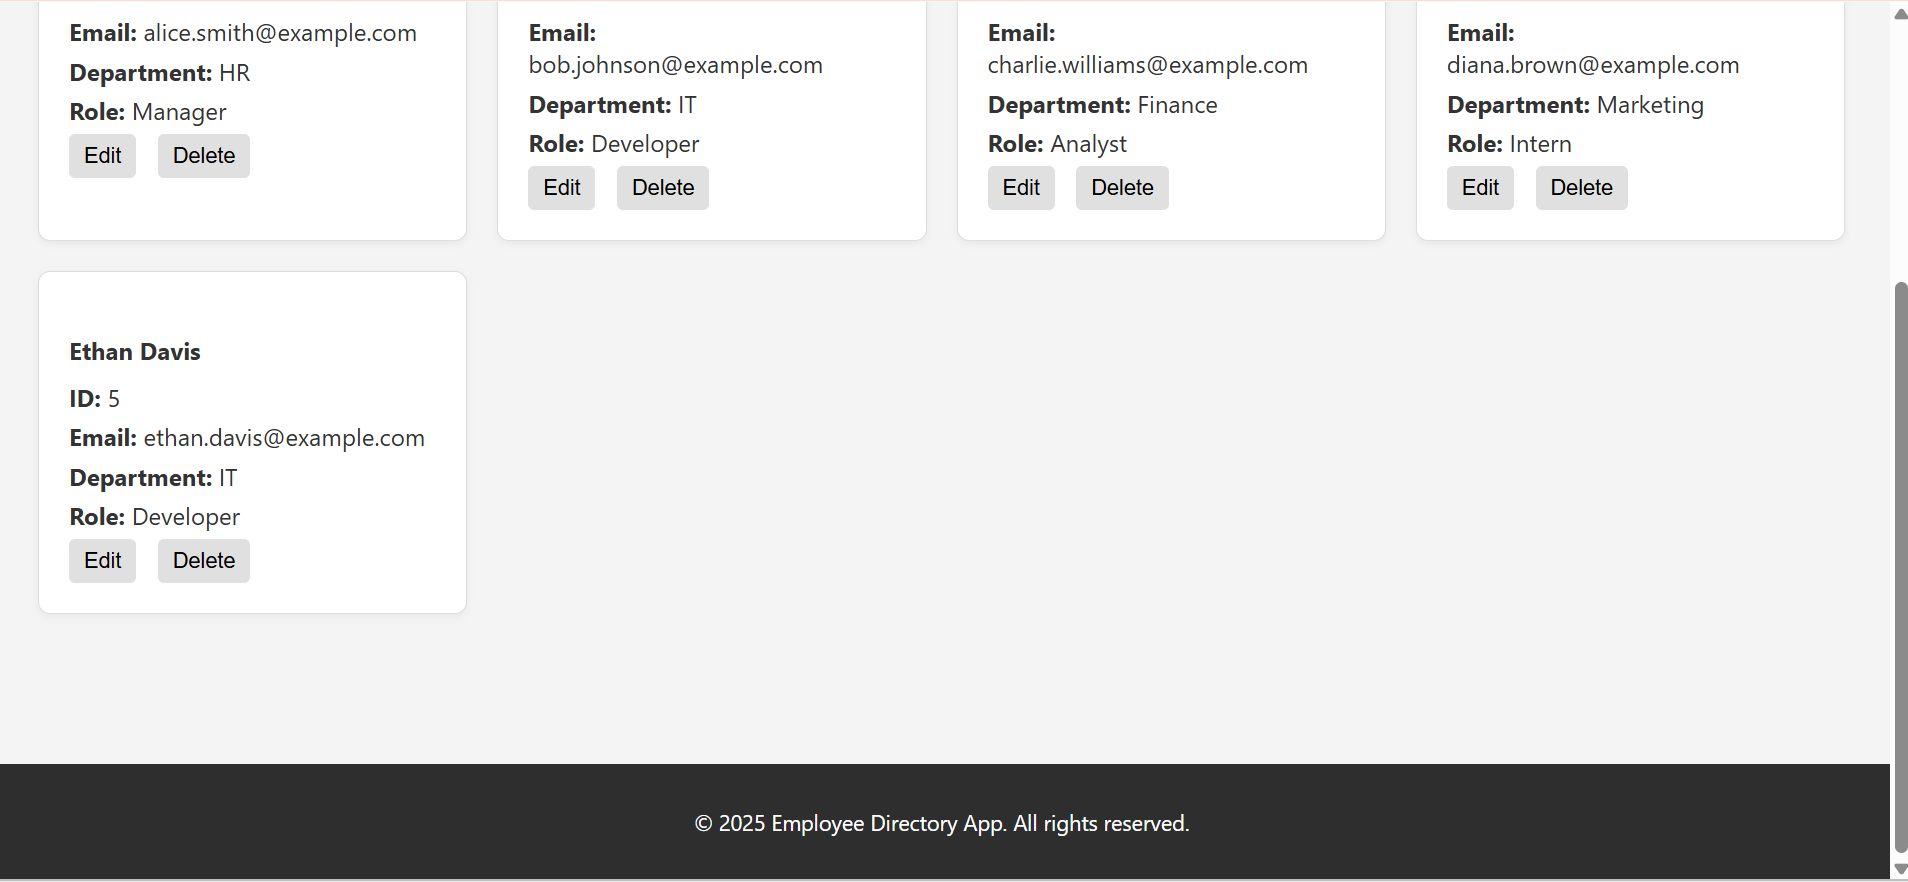 Email: alice.smith@example.com
Department: HR
Role: Manager
Edit Delete
Email:
bob.johnson@example.com
Department: IT
Role: Developer
Edit Delete
Email:
charlie.williams@example.com
Department: Finance
Role: Analyst
Edit Delete
Email:
diana.brown@example.com
Department: Marketing
Role: Intern
Edit Delete
Ethan Davis
ID: 5
Email: ethan.davis@example.com
Department: IT
Role: Developer
Edit Delete
© 2025 Employee Directory App. All rights reserved.